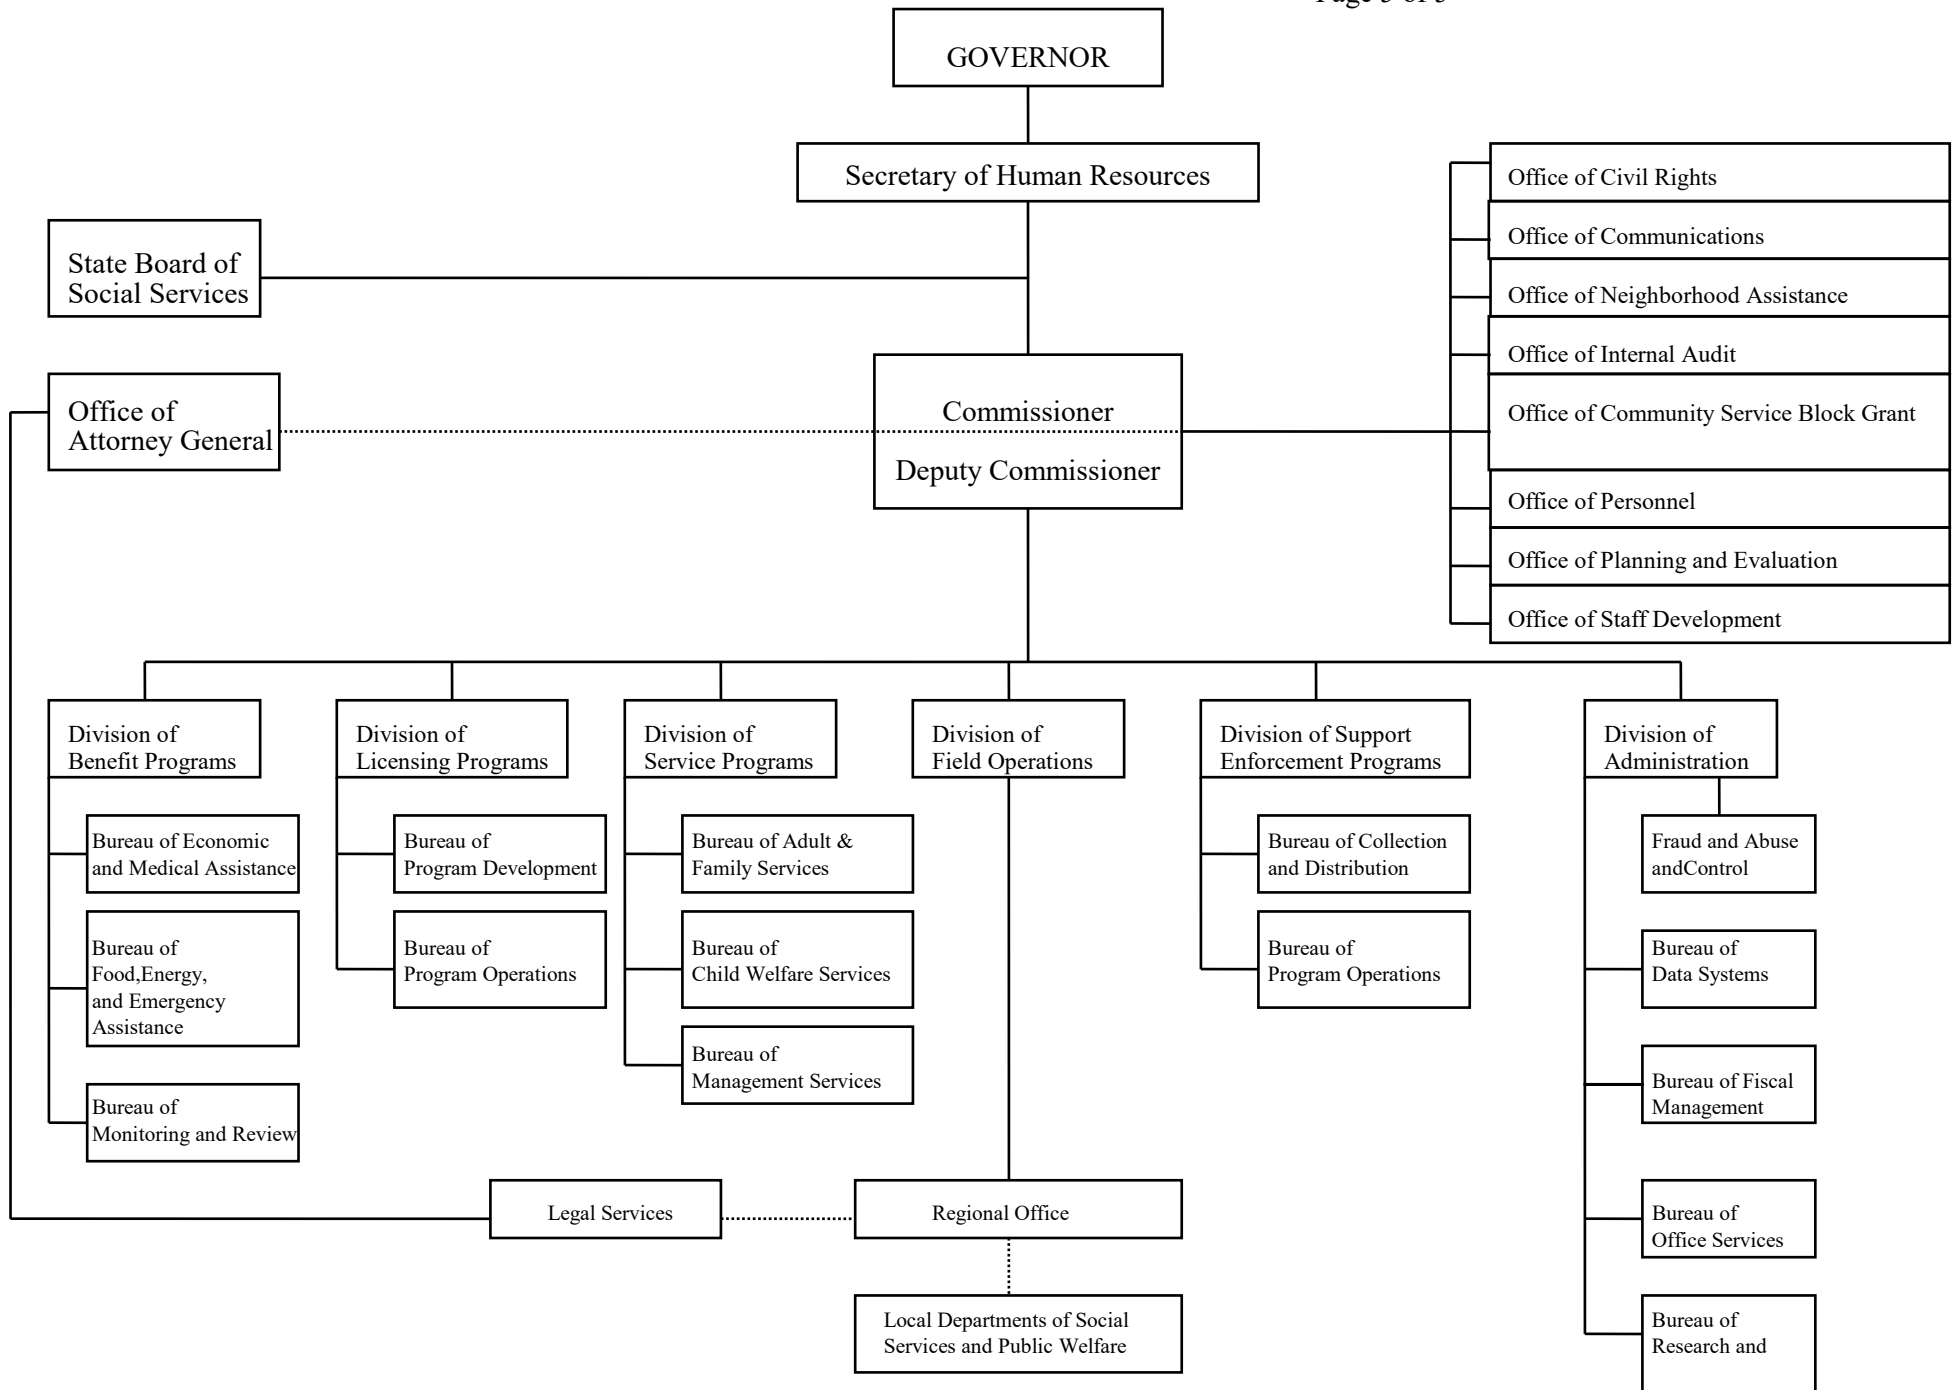 Page 3 of 3
GOVERNOR
Secretary of Human Resources
State Board of
Social Services
Office of
Attorney General
Commissioner
Deputy Commissioner
Office of Civil Rights
Office of Communications
Office of Neighborhood Assistance
Office of Internal Audit
Office of Community Service Block Grant
Office of Personnel
Office of Planning and Evaluation
Office of Staff Development
Division of
Benefit Programs
Bureau of Economic
and Medical Assistance
Bureau of
Food,Energy,
and Emergency
Assistance
Bureau of
Monitoring and Review
Division of
Licensing Programs
Bureau of
Program Development
Bureau of
Program Operations
Division of
Service Programs
Bureau of Adult &
Family Services
Bureau of
Child Welfare Services
Bureau of
Management Services
Division of
Field Operations
Legal Services
Regional Office
Local Departments of Social
Services and Public Welfare
Division of Support
Enforcement Programs
Bureau of Collection
and Distribution
Bureau of
Program Operations
Division of
Administration
Fraud and Abuse
andControl
Bureau of
Data Systems
Bureau of Fiscal
Management
Bureau of
Office Services
Bureau of
Research and